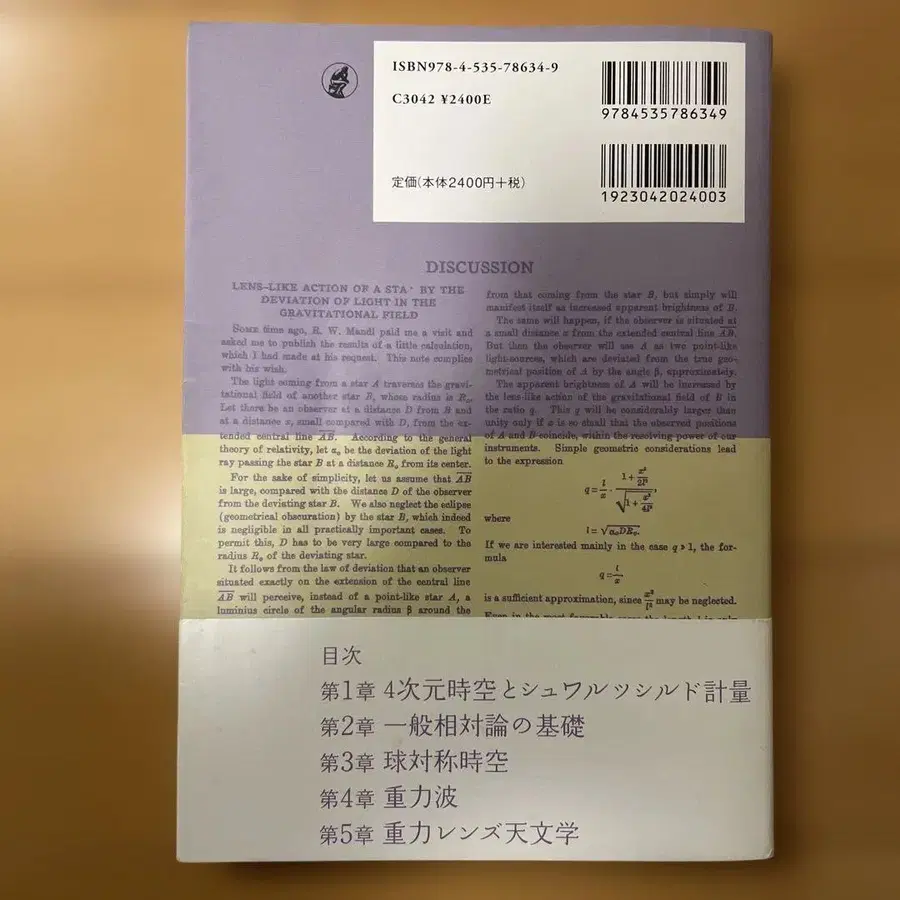 ISBN978-4-535-78634-9
C3042 ¥2400E
9784535786349
定価(本体2400円+税)
1923042024003
DISCUSSION
LENS-LIKE ACTION OF A STA BY THE
DEVIATION OF LIGHT IN THE
GRAVITATIONAL FIELD
SOME time ago, R. W. Mandl paid me a visit and
asked me to publish the results of a little calculation,
which I had made at his request. This note complies
with his wish.
The light coming from a star A traverses the gravi-
tational field of another star B, whose radius is R₀.
Let there be an observer at a distance D from B and
at a distance x, small compared with D, from the ex-
tended central line A̅B̅. According to the general
theory of relativity, let α₀ be the deviation of the light
ray passing the star B at a distance R₀ from its center.
For the sake of simplicity, let us assume that A̅B̅
is large, compared with the distance D of the observer
from the deviating star B. We also neglect the eclipse
(geometrical obscuration) by the star B, which indeed
is negligible in all practically important cases. To
permit this, D has to be very large compared to the
radius R₀ of the deviating star.
It follows from the law of deviation that an observer
situated exactly on the extension of the central line
A̅B̅ will perceive, instead of a point-like star A, a
luminius circle of the angular radius β around the
from that coming from the star B, but simply will
manifest itself as increased apparent brightness of B.
The same will happen, if the observer is situated at
a small distance x from the extended central line A̅B̅.
But then the observer will see A as two point-like
light-sources, which are deviated from the true geo-
metrical position of A by the angle β, approximately.
The apparent brightness of A will be increased by
the lens-like action of the gravitational field of B in
the ratio q. This q will be considerably larger than
unity only if x is so small that the observed positions
of A and B coincide, within the resolving power of our
instruments. Simple geometric considerations lead
to the expression
q = l/x · (1 + x²/2l²)/√(1 + x²/4l²),
where
l = √(α₀DR₀).
If we are interested mainly in the case q > 1, the for-
mula
q = l/x
is a sufficient approximation, since x²/l² may be neglected.
目次
第1章 4次元時空とシュワルツシルド計量
第2章 一般相対論の基礎
第3章 球対称時空
第4章 重力波
第5章 重力レンズ天文学